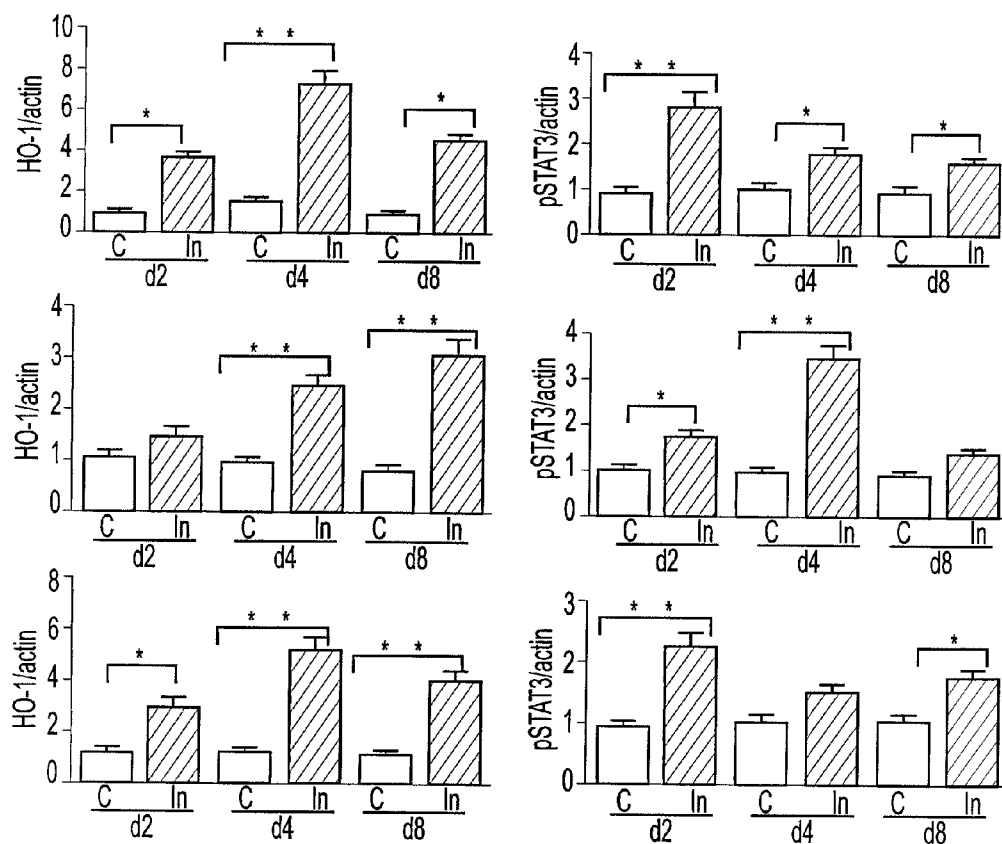 HO-1/actin
10
8
6
4
2
0
* * *
*
C In C In C In
d2 d4 d8
pSTAT3/actin
4
3
2
1
0
* *
* *
C In C In C In
d2 d4 d8
HO-1/actin
4
3
2
1
0
* * * *
C In C In C In
d2 d4 d8
pSTAT3/actin
4
3
2
1
0
* *
*
C In C In C In
d2 d4 d8
HO-1/actin
8
6
4
2
0
* *
* * *
C In C In C In
d2 d4 d8
pSTAT3/actin
3
2
1
0
* *
*
C In C In C In
d2 d4 d8